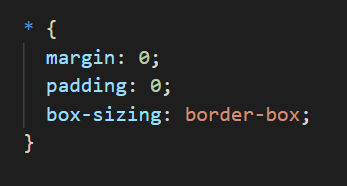 * {
margin: 0;
padding: 0;
box-sizing: border-box;
}